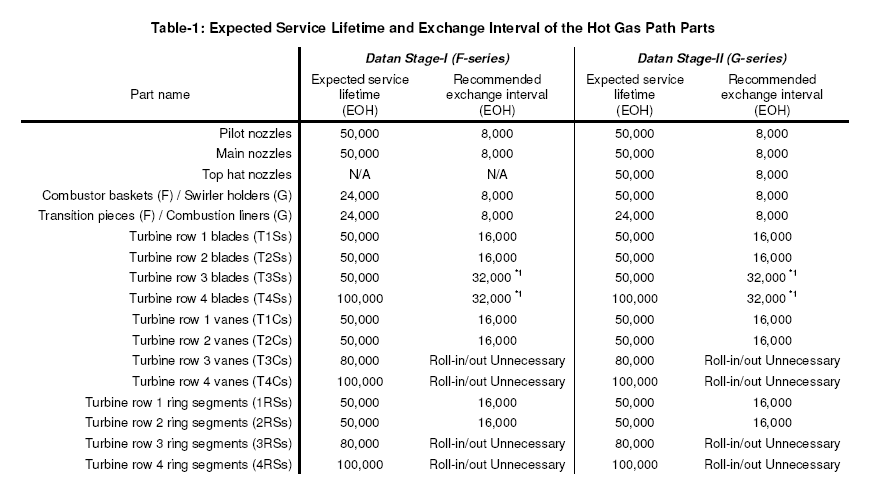 Table-1: Expected Service Lifetime and Exchange Interval of the Hot Gas Path Parts
Datan Stage-I (F-series) Datan Stage-II (G-series)
Part name Expected service lifetime (EOH) Recommended exchange interval (EOH) Expected service lifetime (EOH) Recommended exchange interval (EOH)
Pilot nozzles 50,000 8,000 50,000 8,000
Main nozzles 50,000 8,000 50,000 8,000
Top hat nozzles N/A N/A 50,000 8,000
Combustor baskets (F) / Swirler holders (G) 24,000 8,000 50,000 8,000
Transition pieces (F) / Combustion liners (G) 24,000 8,000 24,000 8,000
Turbine row 1 blades (T1Ss) 50,000 16,000 50,000 16,000
Turbine row 2 blades (T2Ss) 50,000 16,000 50,000 16,000
Turbine row 3 blades (T3Ss) 50,000 32,000 *1 50,000 32,000 *1
Turbine row 4 blades (T4Ss) 100,000 32,000 *1 100,000 32,000 *1
Turbine row 1 vanes (T1Cs) 50,000 16,000 50,000 16,000
Turbine row 2 vanes (T2Cs) 50,000 16,000 50,000 16,000
Turbine row 3 vanes (T3Cs) 80,000 Roll-in/out Unnecessary 80,000 Roll-in/out Unnecessary
Turbine row 4 vanes (T4Cs) 100,000 Roll-in/out Unnecessary 100,000 Roll-in/out Unnecessary
Turbine row 1 ring segments (1RSs) 50,000 16,000 50,000 16,000
Turbine row 2 ring segments (2RSs) 50,000 16,000 50,000 16,000
Turbine row 3 ring segments (3RSs) 80,000 Roll-in/out Unnecessary 80,000 Roll-in/out Unnecessary
Turbine row 4 ring segments (4RSs) 100,000 Roll-in/out Unnecessary 100,000 Roll-in/out Unnecessary